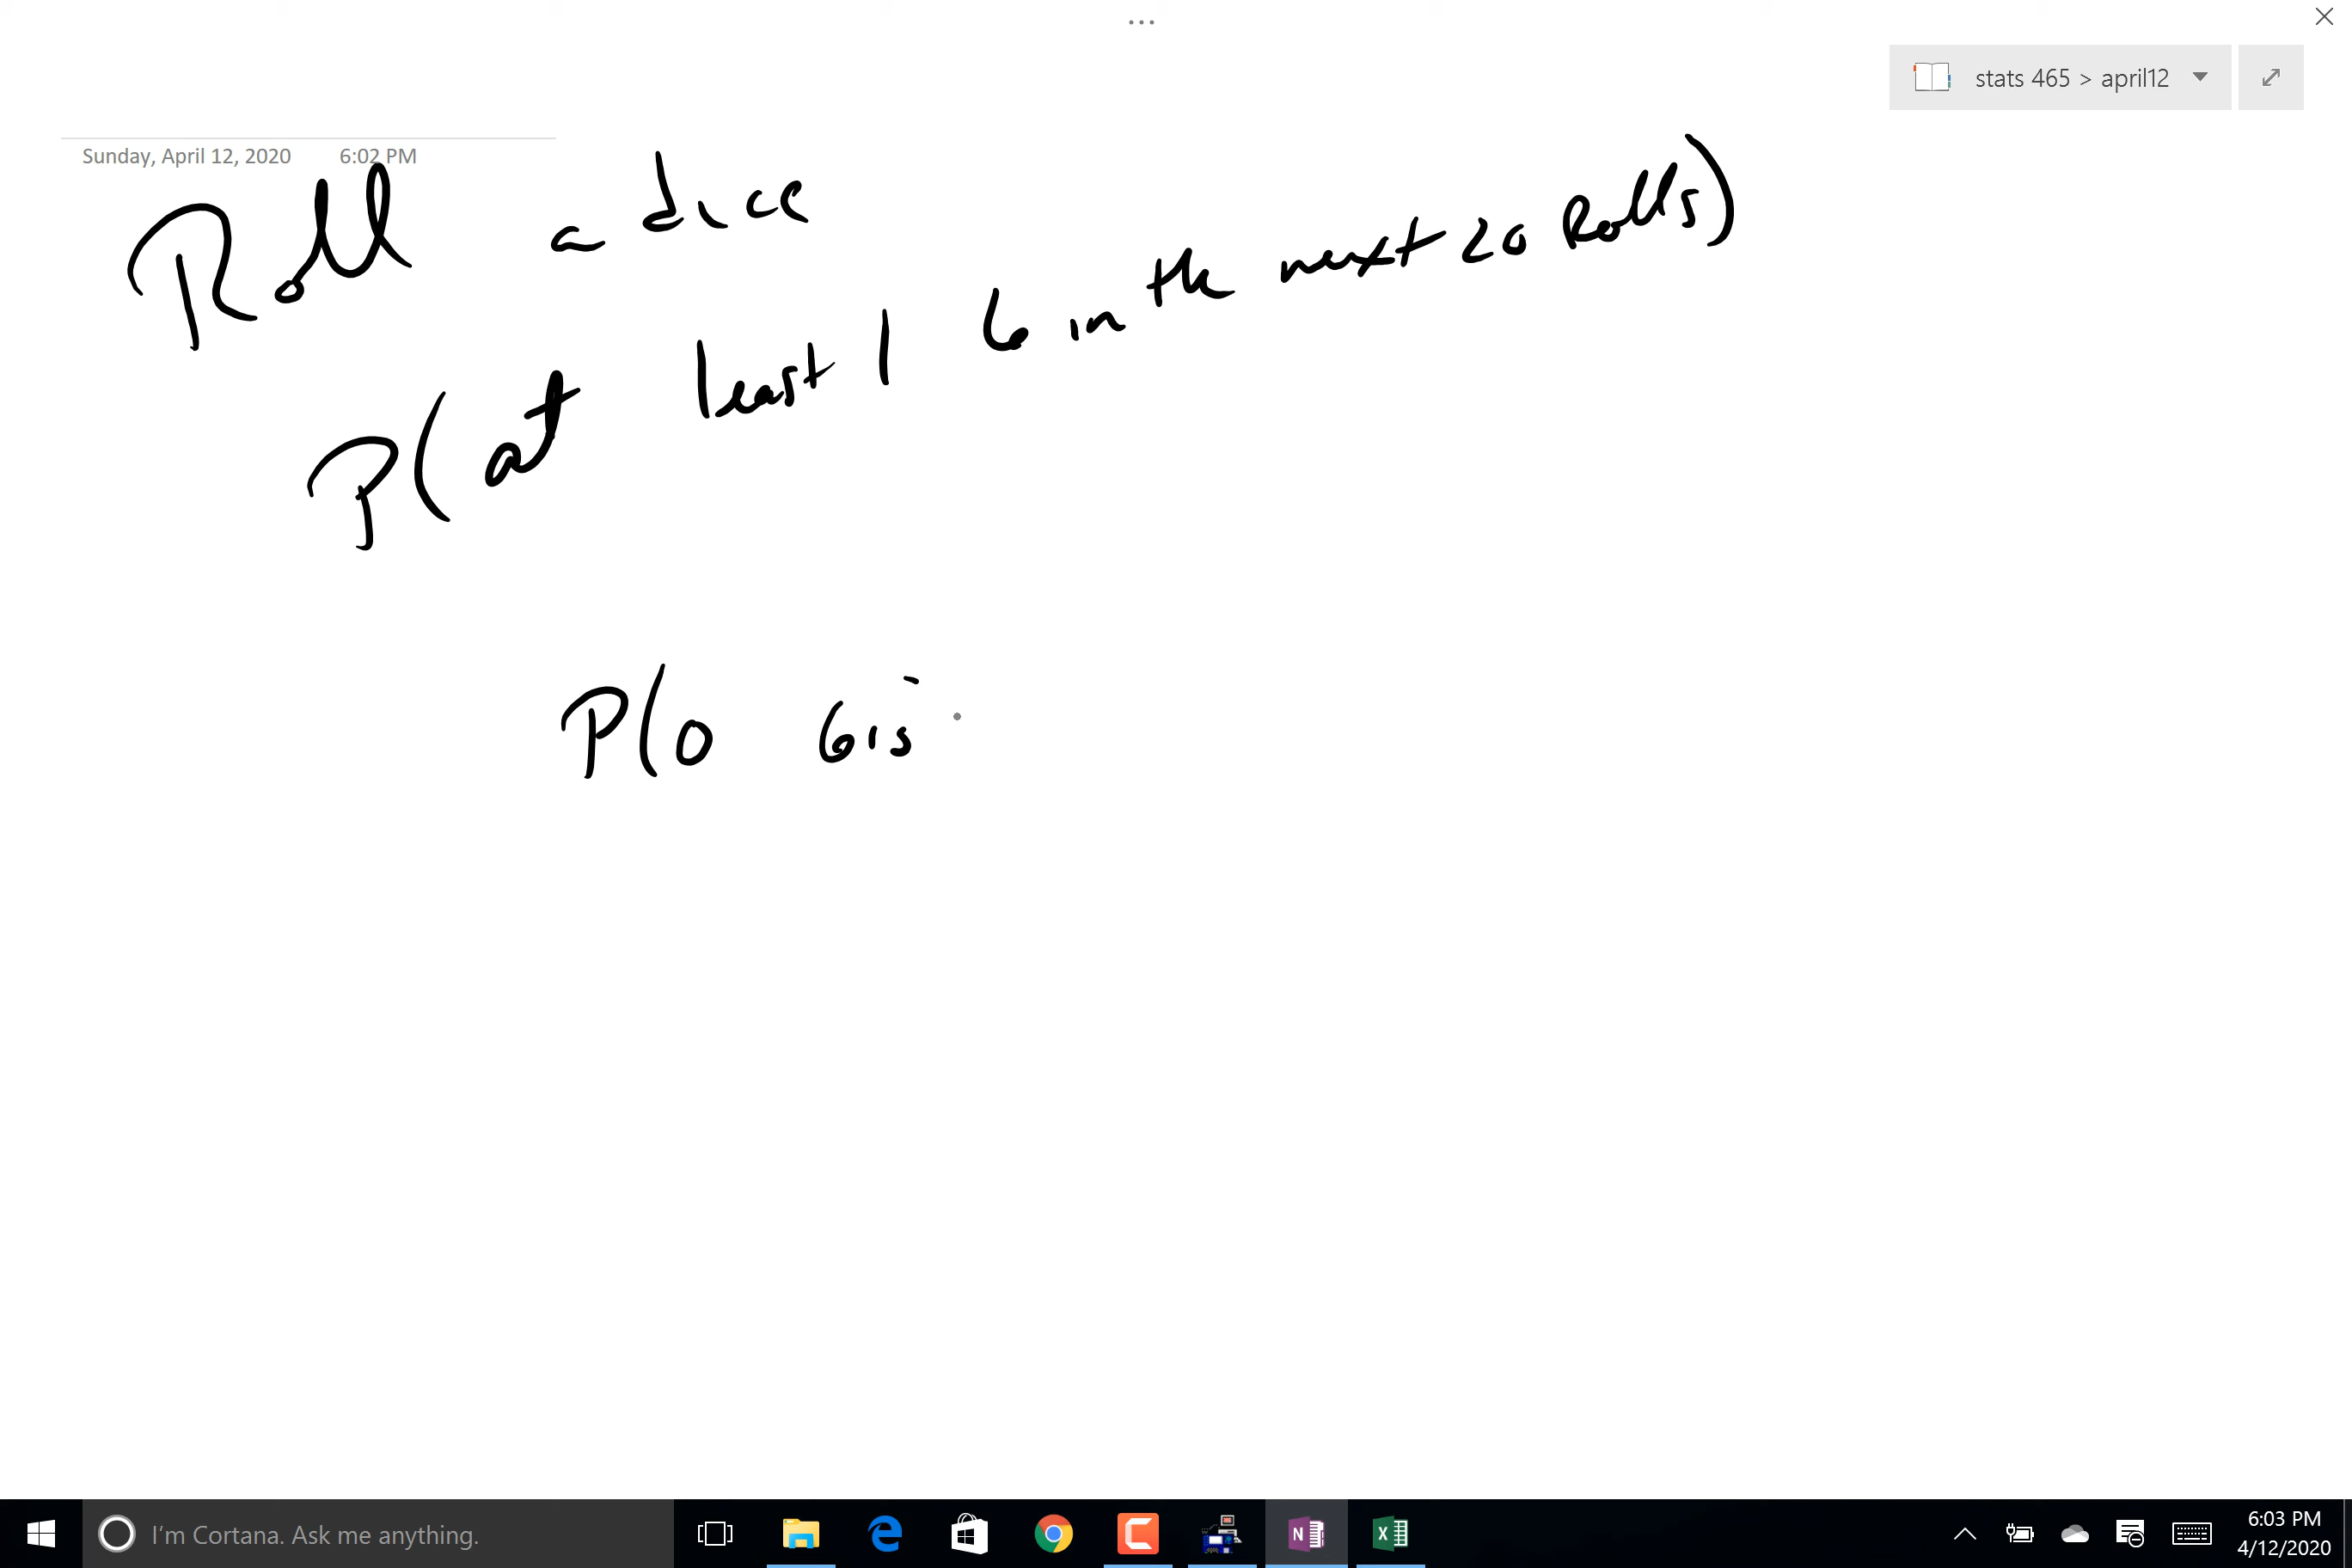 stats 465 > april12
Sunday, April 12, 2020 6:02 PM
Roll a dice
P(at least 1 6 in the next 20 Rolls)
P(0 6is
I'm Cortana. Ask me anything.
6:03 PM
4/12/2020